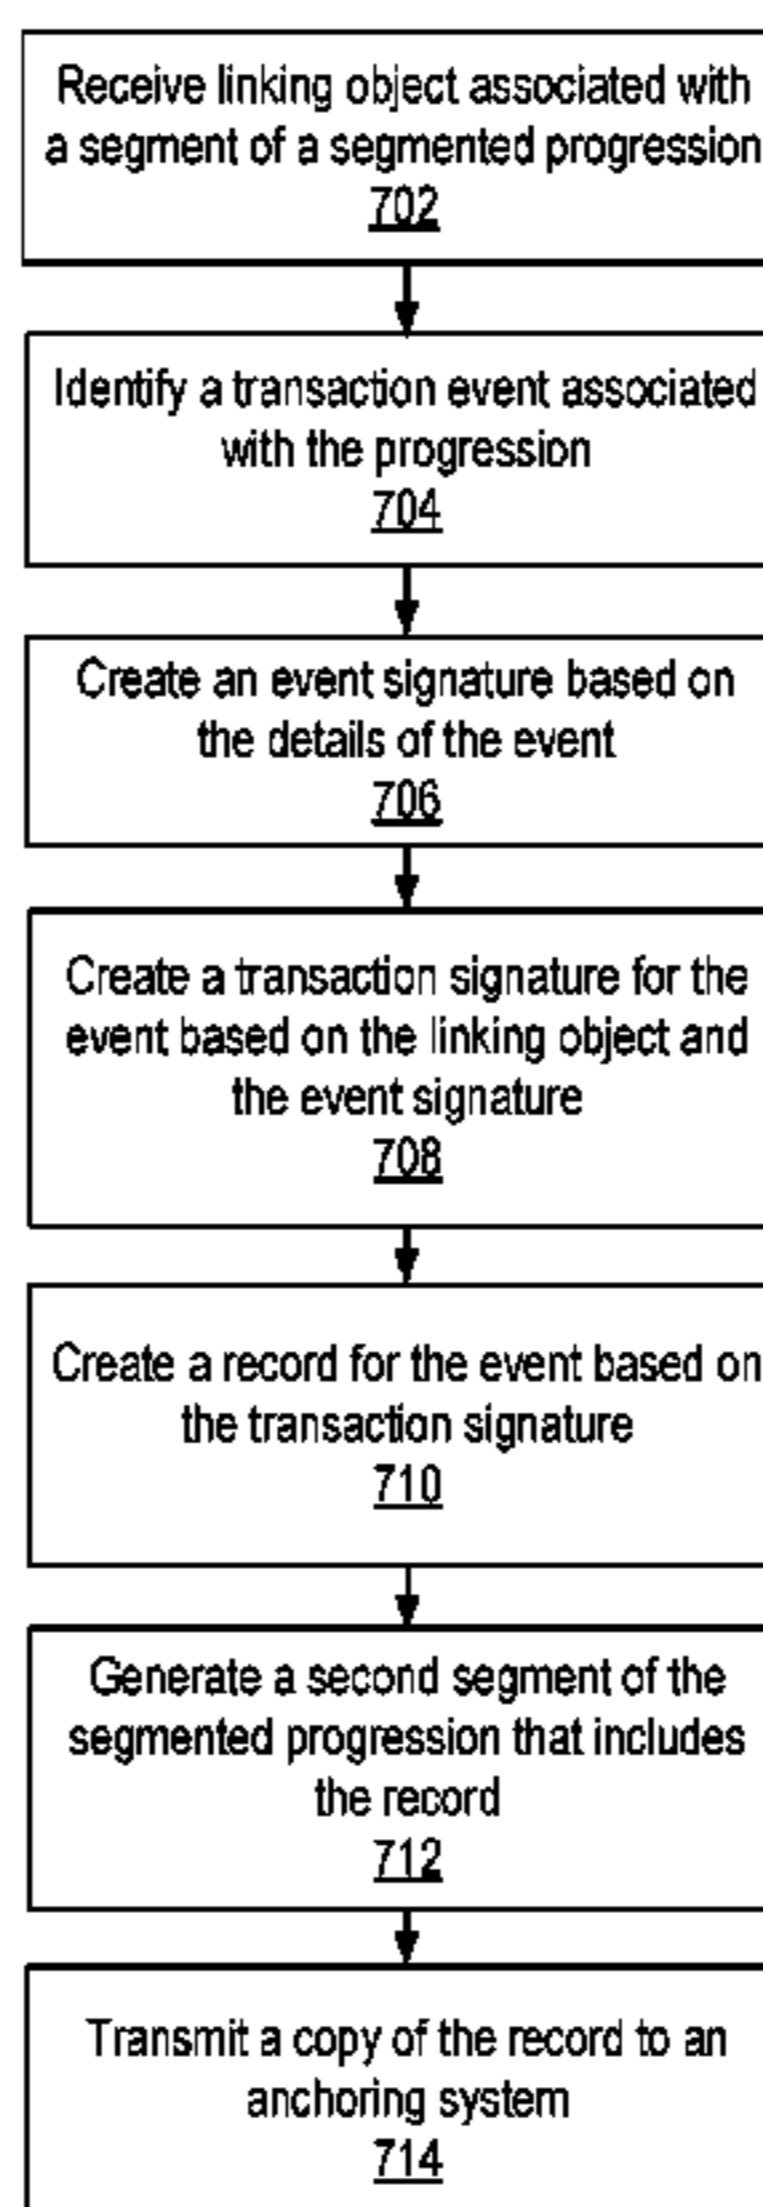 Receive linking object associated with
a segment of a segmented progression
702
Identify a transaction event associated
with the progression
704
Create an event signature based on
the details of the event
706
Create a transaction signature for the
event based on the linking object and
the event signature
708
Create a record for the event based on
the transaction signature
710
Generate a second segment of the
segmented progression that includes
the record
712
Transmit a copy of the record to an
anchoring system
714